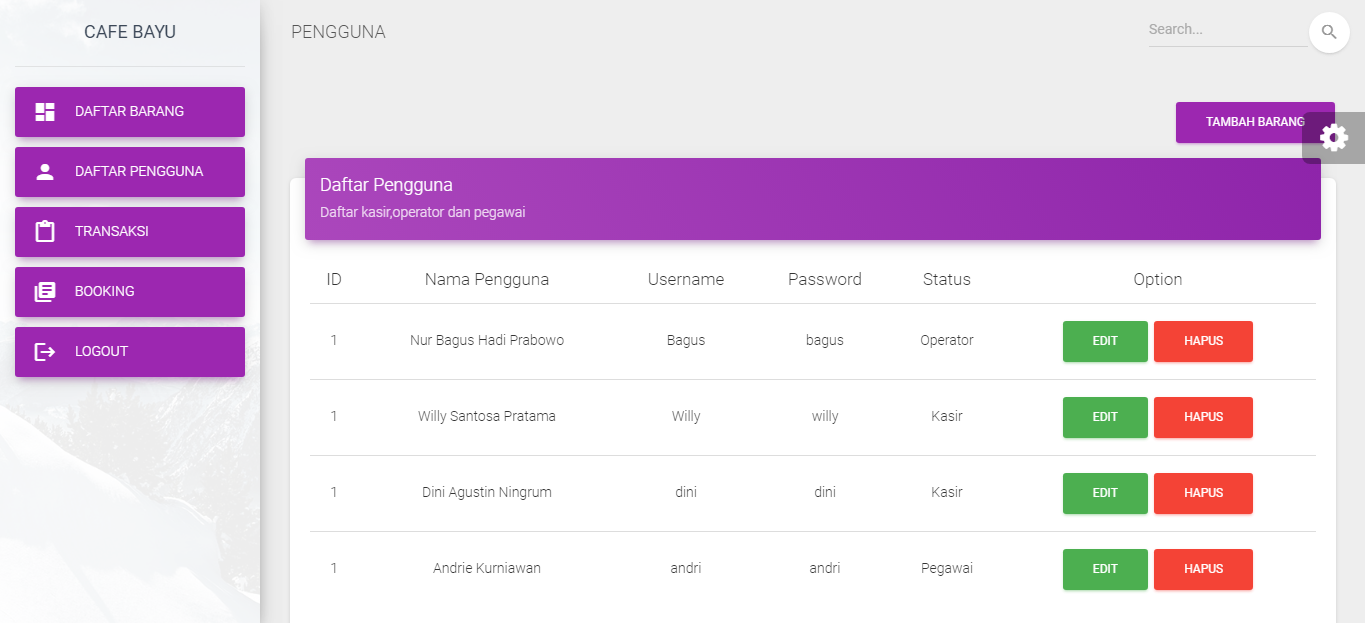 CAFE BAYU
DAFTAR BARANG
DAFTAR PENGGUNA
TRANSAKSI
BOOKING
LOGOUT
PENGGUNA
Search...
TAMBAH BARANG
Daftar Pengguna
Daftar kasir,operator dan pegawai
ID Nama Pengguna Username Password Status Option
1 Nur Bagus Hadi Prabowo Bagus bagus Operator EDIT HAPUS
1 Willy Santosa Pratama Willy willy Kasir EDIT HAPUS
1 Dini Agustin Ningrum dini dini Kasir EDIT HAPUS
1 Andrie Kurniawan andri andri Pegawai EDIT HAPUS